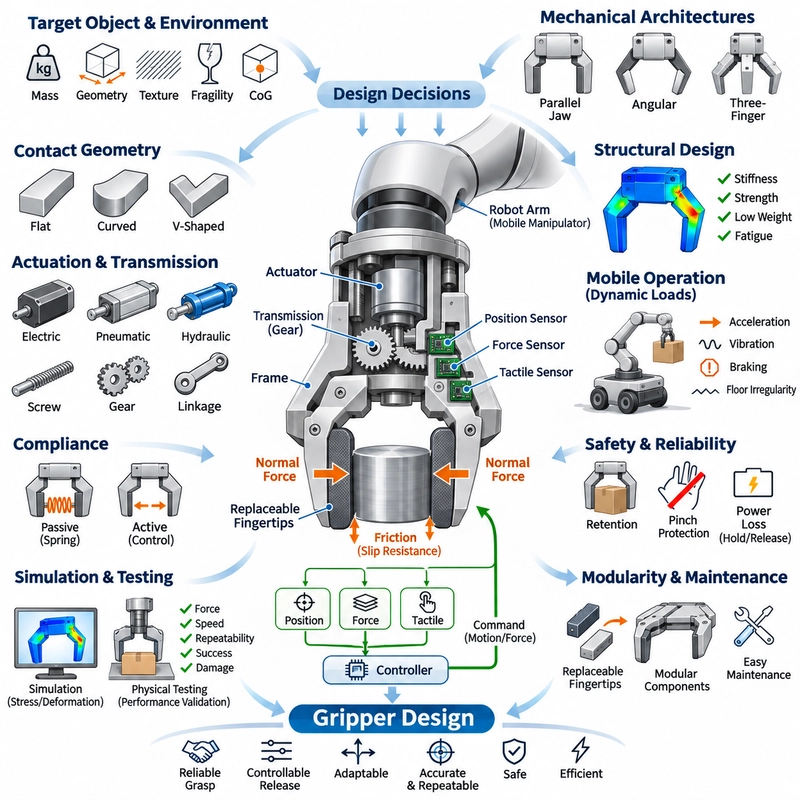 Target Object & Environment
kg
Mass
Geometry
Texture
Fragility
CoG
Design Decisions
Mechanical Architectures
Parallel
Jaw
Angular
Three-
Finger
Contact Geometry
Flat
Curved
V-Shaped
Structural Design
Stiffness
Strength
Low Weight
Fatigue
Robot Arm
(Mobile Manipulator)
Actuation & Transmission
Electric
Pneumatic
Hydraulic
Screw
Gear
Linkage
Actuator
Transmission
(Gear)
Frame
Position Sensor
Force Sensor
Tactile Sensor
Mobile Operation
(Dynamic Loads)
Acceleration
Vibration
Braking
Floor Irregularity
Compliance
Passive
(Spring)
Active
(Control)
Normal
Force
Normal
Force
Replaceable
Fingertips
Friction
(Slip Resistance)
Safety & Reliability
Retention
Pinch
Protection
Power
Loss
(Hold/Release)
Simulation & Testing
Force
Speed
Repeatability
Success
Damage
Simulation
(Stress/Deformation)
Physical Testing
(Performance Validation)
Position
Force
Tactile
Command
(Motion/Force)
Controller
Modularity & Maintenance
Replaceable
Fingertips
Modular
Components
Easy
Maintenance
Gripper Design
Reliable
Grasp
Controllable
Release
Adaptable
Accurate
& Repeatable
Safe
Efficient